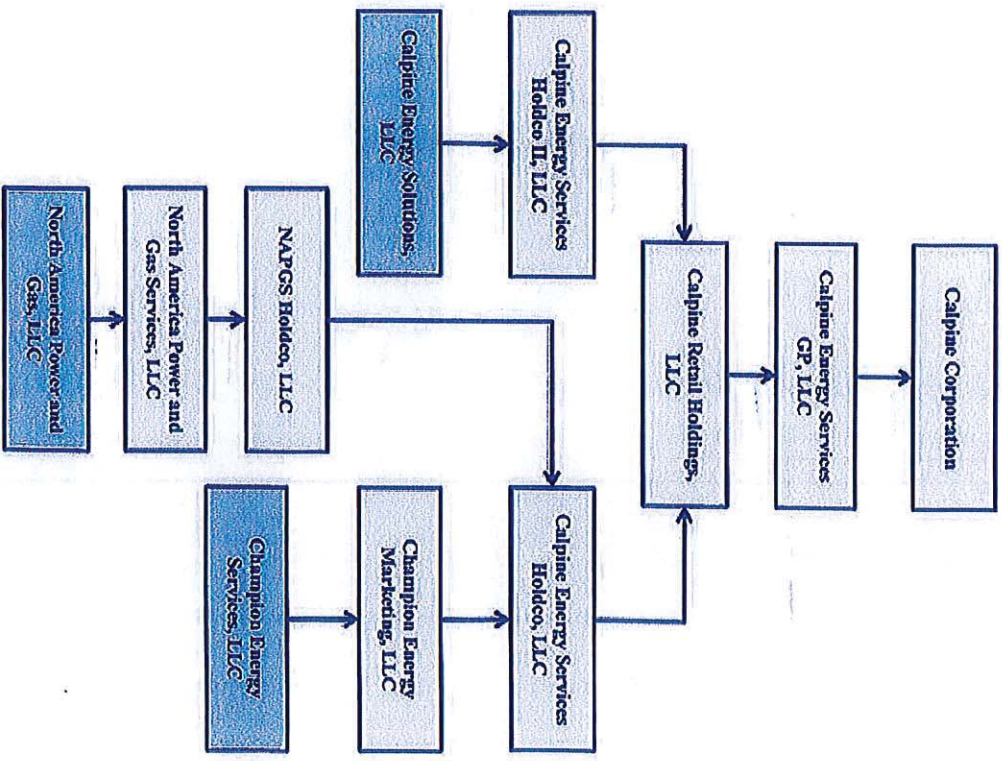 Calpine Corporation
Calpine Energy Services
GP, LLC
Calpine Retail Holdings,
LLC
Calpine Energy Services
Holdco II, LLC
Calpine Energy Services
Holdco, LLC
Calpine Energy Solutions,
LLC
Champion Energy
Marketing, LLC
NAPGS Holdco, LLC
Champion Energy
Services, LLC
North America Power and
Gas Services, LLC
North America Power and
Gas, LLC